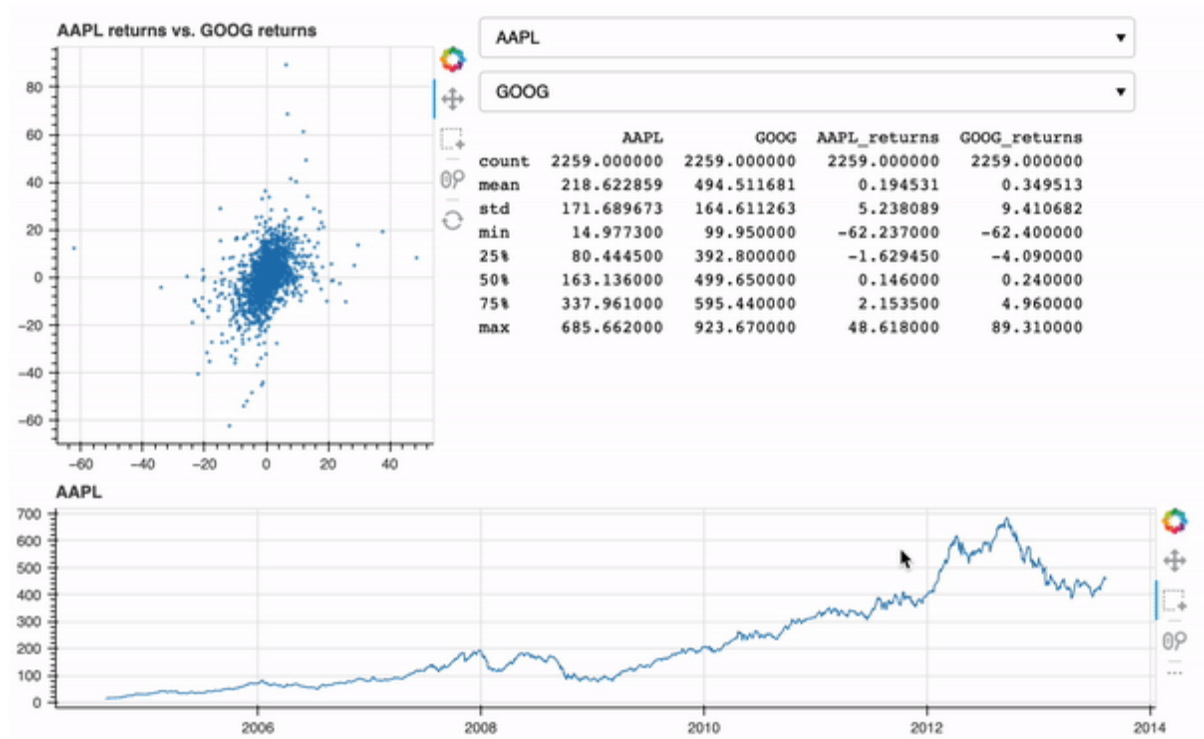 AAPL returns vs. GOOG returns
80
60
40
20
0
−20
−40
−60
−60 −40 −20 0 20 40
AAPL
GOOG
AAPL GOOG AAPL_returns GOOG_returns
count 2259.000000 2259.000000 2259.000000 2259.000000
mean 218.622859 494.511681 0.194531 0.349513
std 171.689673 164.611263 5.238089 9.410682
min 14.977300 99.950000 -62.237000 -62.400000
25% 80.444500 392.800000 -1.629450 -4.090000
50% 163.136000 499.650000 0.146000 0.240000
75% 337.961000 595.440000 2.153500 4.960000
max 685.662000 923.670000 48.618000 89.310000
AAPL
700
600
500
400
300
200
100
0
2006 2008 2010 2012 2014